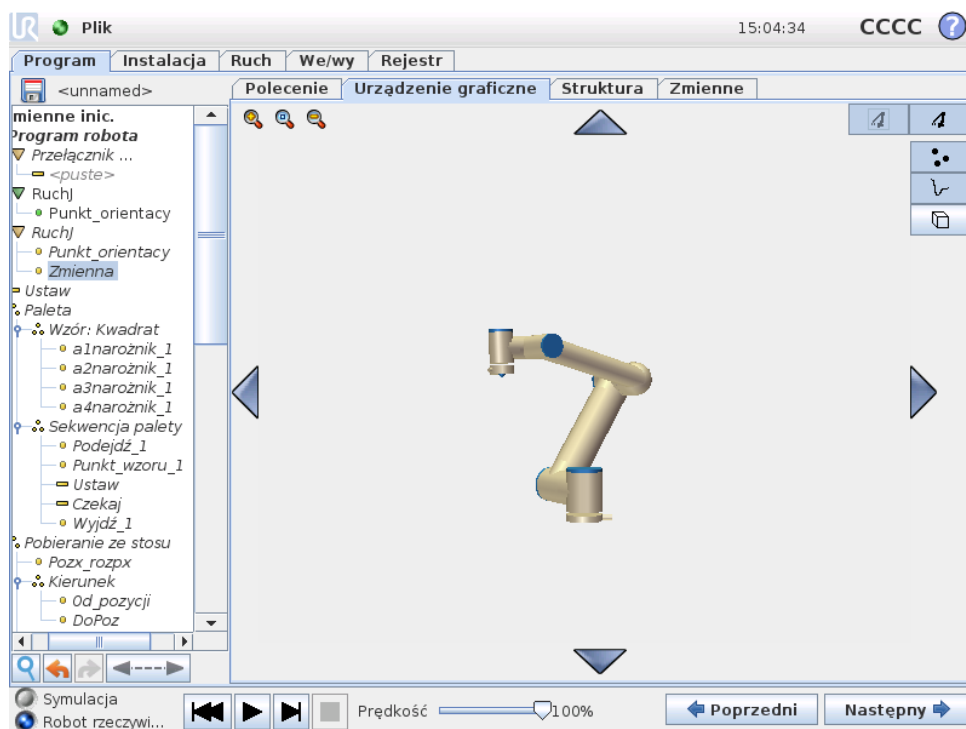 UR Plik 15:04:34 CCCC ?
Program Instalacja Ruch We/wy Rejestr
<unnamed>
Polecenie Urządzenie graficzne Struktura Zmienne
mienne inic.
Program robota
Przełącznik ...
<puste>
RuchJ
Punkt_orientacy
RuchJ
Punkt_orientacy
Zmienna
Ustaw
Paleta
Wzór: Kwadrat
a1narożnik_1
a2narożnik_1
a3narożnik_1
a4narożnik_1
Sekwencja palety
Podejdź_1
Punkt_wzoru_1
Ustaw
Czekaj
Wyjdź_1
Pobieranie ze stosu
Pozx_rozpx
Kierunek
Od_pozycji
DoPoz
Symulacja
Robot rzeczywi...
Prędkość 100%
Poprzedni Następny